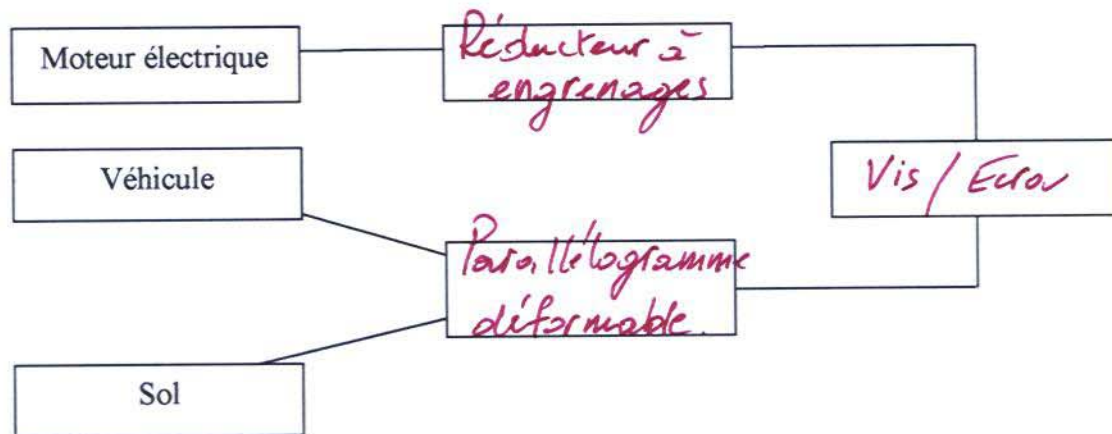 Moteur électrique
Réducteur à
engrenages
Véhicule
Vis / Ecrou
Parallélogramme
déformable.
Sol